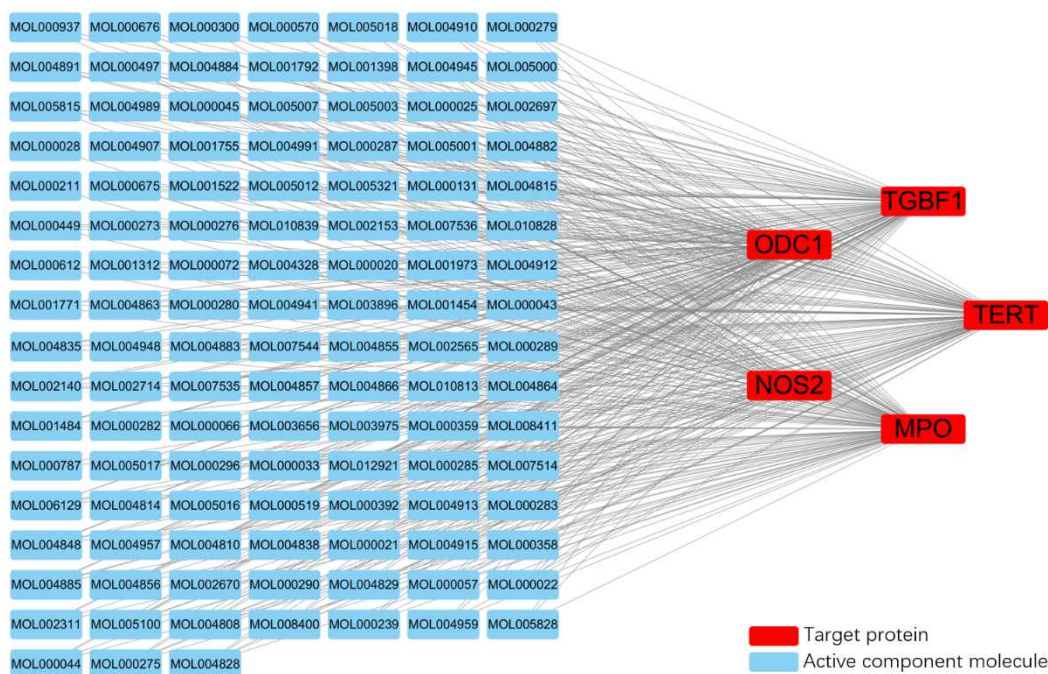 MOL000937 MOL000676 MOL000300 MOL000570 MOL005018 MOL004910 MOL000279
MOL004891 MOL000497 MOL004884 MOL001792 MOL001398 MOL004945 MOL005000
MOL005815 MOL004989 MOL000045 MOL005007 MOL005003 MOL000025 MOL002697
MOL000028 MOL004907 MOL001755 MOL004991 MOL000287 MOL005001 MOL004882
MOL000211 MOL000675 MOL001522 MOL005012 MOL005321 MOL000131 MOL004815
TGBF1
MOL000449 MOL000273 MOL000276 MOL010839 MOL002153 MOL007536 MOL010828
ODC1
MOL000612 MOL001312 MOL000072 MOL004328 MOL000020 MOL001973 MOL004912
MOL001771 MOL004863 MOL000280 MOL004941 MOL003896 MOL001454 MOL000043
TERT
MOL004835 MOL004948 MOL004883 MOL007544 MOL004855 MOL002565 MOL000289
MOL002140 MOL002714 MOL007535 MOL004857 MOL004866 MOL010813 MOL004864
NOS2
MOL001484 MOL000282 MOL000066 MOL003656 MOL003975 MOL000359 MOL008411
MPO
MOL000787 MOL005017 MOL000296 MOL000033 MOL012921 MOL000285 MOL007514
MOL006129 MOL004814 MOL005016 MOL000519 MOL000392 MOL004913 MOL000283
MOL004848 MOL004957 MOL004810 MOL004838 MOL000021 MOL004915 MOL000358
MOL004885 MOL004856 MOL002670 MOL000290 MOL004829 MOL000057 MOL000022
MOL002311 MOL005100 MOL004808 MOL008400 MOL000239 MOL004959 MOL005828
MOL000044 MOL000275 MOL004828
Target protein
Active component molecule